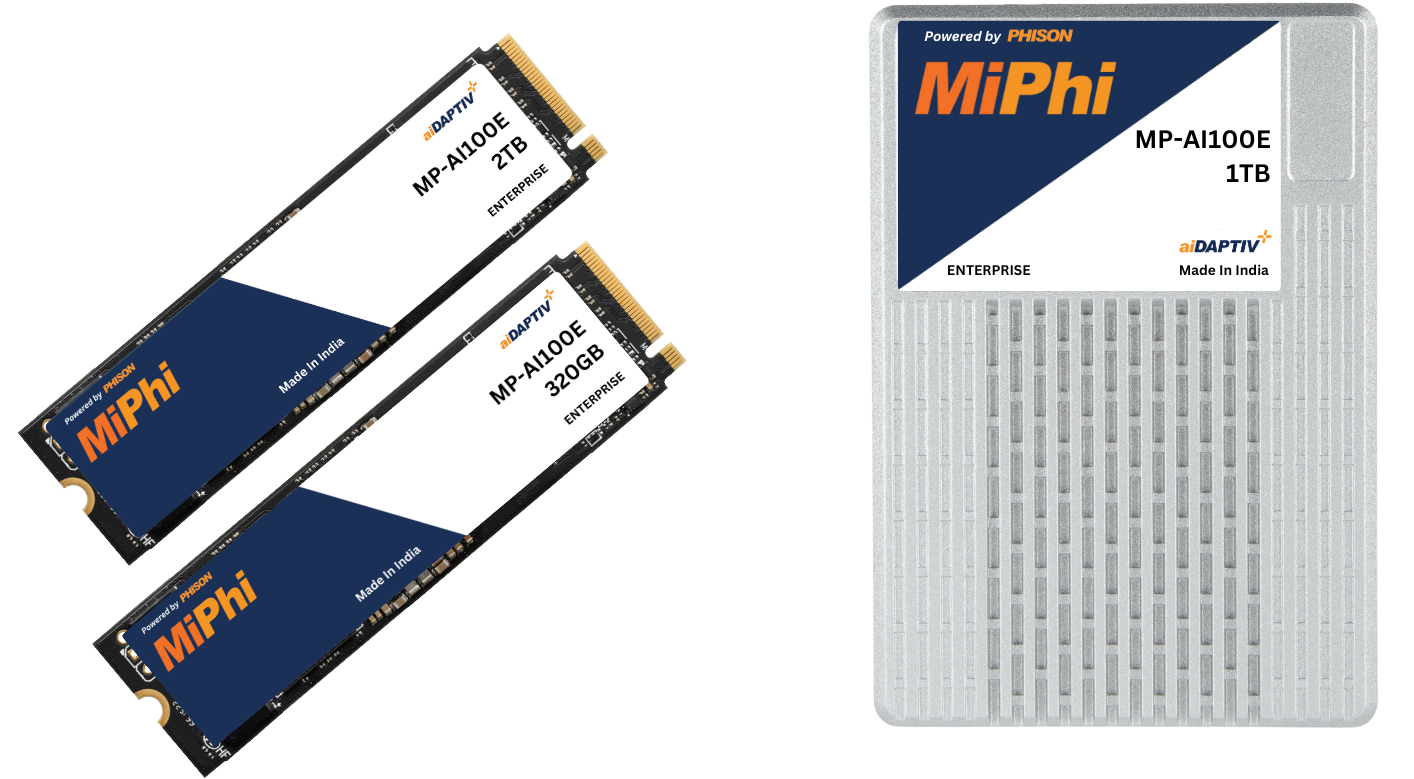 aiDAPTIV
MP-AI100E
2TB
ENTERPRISE
Made In India
Powered by PHISON
MiPhi
aiDAPTIV
MP-AI100E
320GB
ENTERPRISE
Made In India
Powered by PHISON
MiPhi
Powered by PHISON
MiPhi
MP-AI100E
1TB
aiDAPTIV
ENTERPRISE Made In India